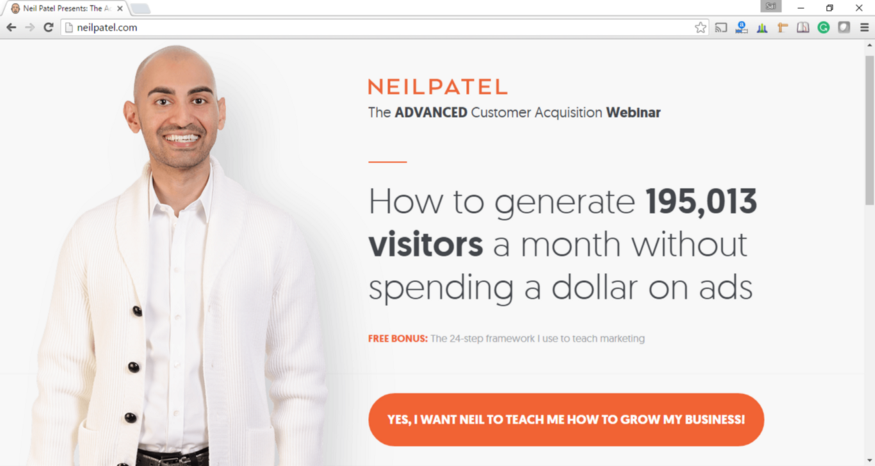 Neil Patel Presents: The A
neilpatel.com
NEILPATEL
The ADVANCED Customer Acquisition Webinar
How to generate 195,013
visitors a month without
spending a dollar on ads
FREE BONUS: The 24-step framework I use to teach marketing
YES, I WANT NEIL TO TEACH ME HOW TO GROW MY BUSINESS!